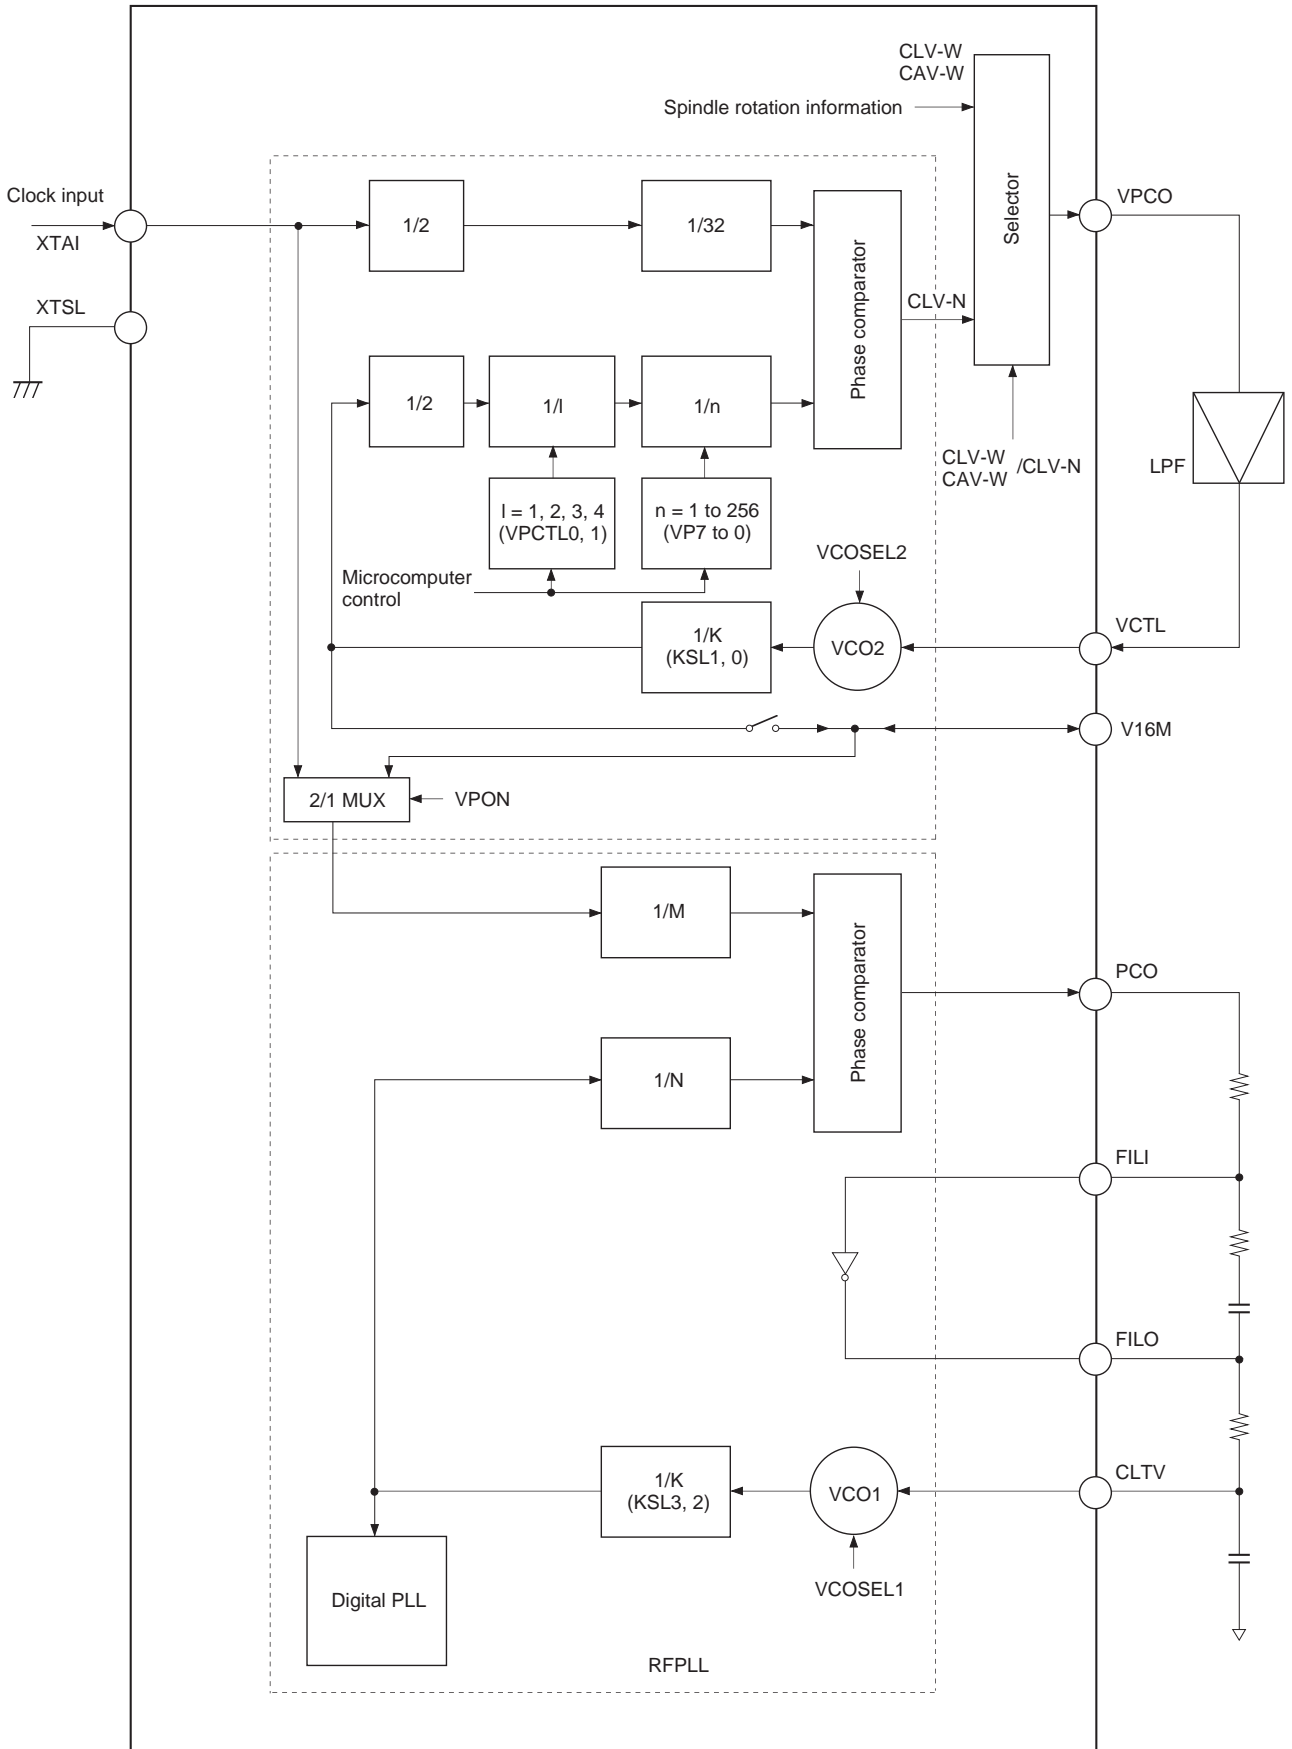 CLV-W
CAV-W
Spindle rotation information
Selector
VPCO
Clock input
XTAI
1/2
1/32
Phase comparator
XTSL
CLV-N
1/2
1/l
1/n
CLV-W
CAV-W
/CLV-N
LPF
l = 1, 2, 3, 4
(VPCTL0, 1)
n = 1 to 256
(VP7 to 0)
VCOSEL2
Microcomputer
control
1/K
(KSL1, 0)
VCO2
VCTL
V16M
2/1 MUX
VPON
1/M
Phase comparator
PCO
1/N
FILI
FILO
1/K
(KSL3, 2)
VCO1
CLTV
VCOSEL1
Digital PLL
RFPLL